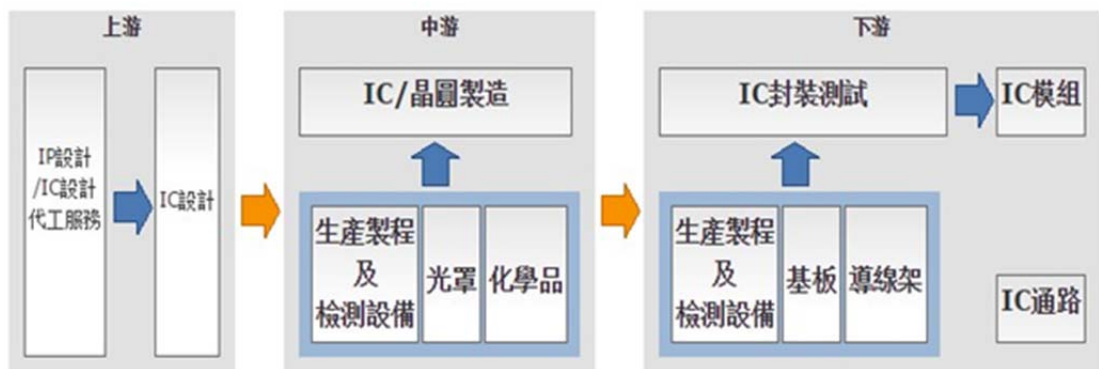 上游
IP設計
/IC設計
代工服務
IC設計
中游
IC/晶圓製造
生產製程
及
檢測設備
光罩
化學品
下游
IC封裝測試
IC模組
生產製程
及
檢測設備
基板
導線架
IC通路